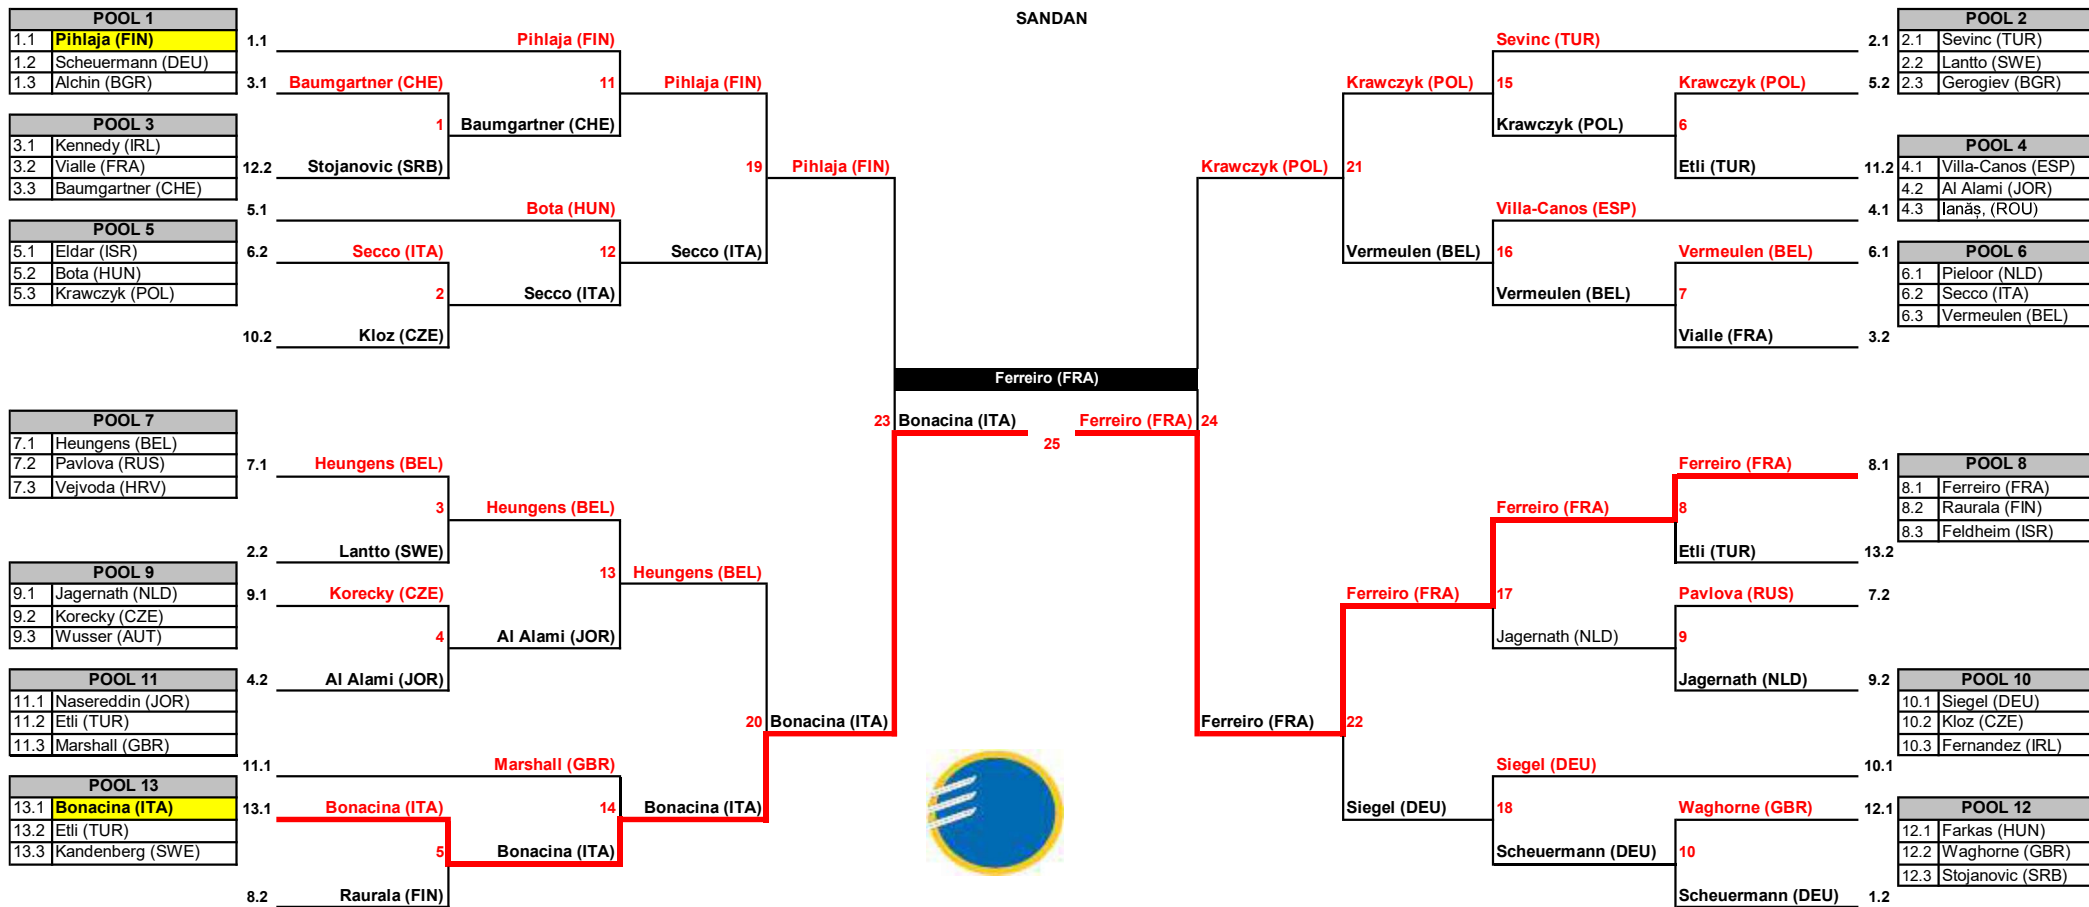 SANDAN
POOL 1
1.1 Pihlaja (FIN)
1.2 Scheuermann (DEU)
1.3 Alchin (BGR)
POOL 3
3.1 Kennedy (IRL)
3.2 Vialle (FRA)
3.3 Baumgartner (CHE)
POOL 5
5.1 Eldar (ISR)
5.2 Bota (HUN)
5.3 Krawczyk (POL)
POOL 7
7.1 Heungens (BEL)
7.2 Pavlova (RUS)
7.3 Vejvoda (HRV)
POOL 9
9.1 Jagernath (NLD)
9.2 Korecky (CZE)
9.3 Wusser (AUT)
POOL 11
11.1 Nasereddin (JOR)
11.2 Etli (TUR)
11.3 Marshall (GBR)
POOL 13
13.1 Bonacina (ITA)
13.2 Etli (TUR)
13.3 Kandenberg (SWE)
1.1 Pihlaja (FIN)
3.1 Baumgartner (CHE)
12.2 Stojanovic (SRB)
5.1 Bota (HUN)
6.2 Secco (ITA)
10.2 Kloz (CZE)
7.1 Heungens (BEL)
2.2 Lantto (SWE)
9.1 Korecky (CZE)
4.2 Al Alami (JOR)
11.1 Marshall (GBR)
13.1 Bonacina (ITA)
8.2 Raurala (FIN)
1 Baumgartner (CHE)
2 Secco (ITA)
3 Heungens (BEL)
4 Al Alami (JOR)
5 Bonacina (ITA)
11 Pihlaja (FIN)
12 Secco (ITA)
13 Heungens (BEL)
14 Bonacina (ITA)
19 Pihlaja (FIN)
20 Bonacina (ITA)
23 Bonacina (ITA)
Ferreiro (FRA)
25
Ferreiro (FRA) 24
Krawczyk (POL) 21
Ferreiro (FRA) 22
Krawczyk (POL) 15
Vermeulen (BEL) 16
Ferreiro (FRA) 17
Siegel (DEU) 18
Sevinc (TUR) 2.1
Krawczyk (POL) 6
Villa-Canos (ESP) 4.1
Vermeulen (BEL) 7
Ferreiro (FRA) 8
Jagernath (NLD) 9
Siegel (DEU) 10.1
Scheuermann (DEU) 10
Krawczyk (POL) 5.2
Etli (TUR) 11.2
Vermeulen (BEL) 6.1
Vialle (FRA) 3.2
Ferreiro (FRA) 8.1
Etli (TUR) 13.2
Pavlova (RUS) 7.2
Jagernath (NLD) 9.2
Waghorne (GBR) 12.1
Scheuermann (DEU) 1.2
POOL 2
2.1 Sevinc (TUR)
2.2 Lantto (SWE)
2.3 Gerogiev (BGR)
POOL 4
4.1 Villa-Canos (ESP)
4.2 Al Alami (JOR)
4.3 Ianăș, (ROU)
POOL 6
6.1 Pieloor (NLD)
6.2 Secco (ITA)
6.3 Vermeulen (BEL)
POOL 8
8.1 Ferreiro (FRA)
8.2 Raurala (FIN)
8.3 Feldheim (ISR)
POOL 10
10.1 Siegel (DEU)
10.2 Kloz (CZE)
10.3 Fernandez (IRL)
POOL 12
12.1 Farkas (HUN)
12.2 Waghorne (GBR)
12.3 Stojanovic (SRB)